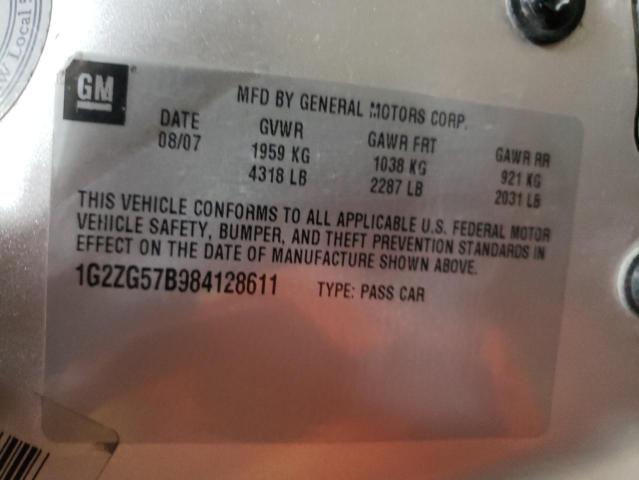 W Local
GM
MFD BY GENERAL MOTORS CORP.
DATE GVWR GAWR FRT GAWR RR
08/07 1959 KG 1038 KG 921 KG
4318 LB 2287 LB 2031 LB
THIS VEHICLE CONFORMS TO ALL APPLICABLE U.S. FEDERAL MOTOR
VEHICLE SAFETY, BUMPER, AND THEFT PREVENTION STANDARDS IN
EFFECT ON THE DATE OF MANUFACTURE SHOWN ABOVE.
1G2ZG57B984128611 TYPE: PASS CAR